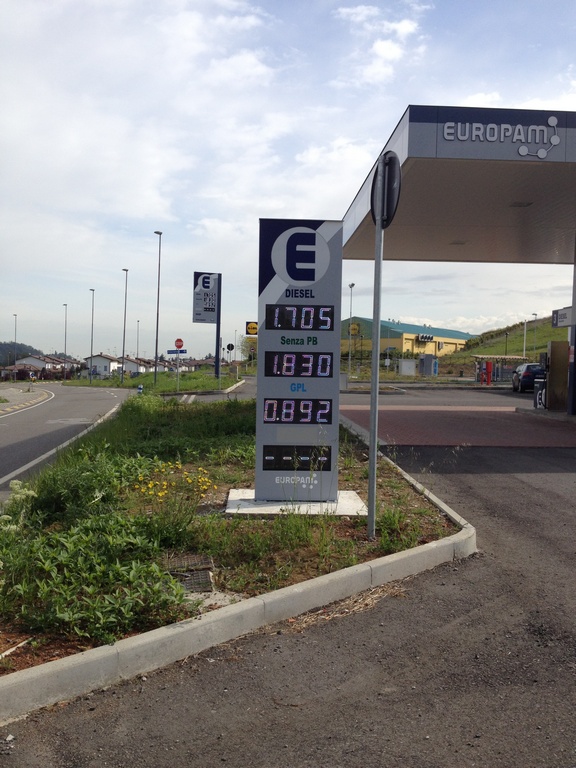 EUROPAM
E
DIESEL
1.705
Senza PB
1.830
GPL
0.892
----
EUROPAM
E